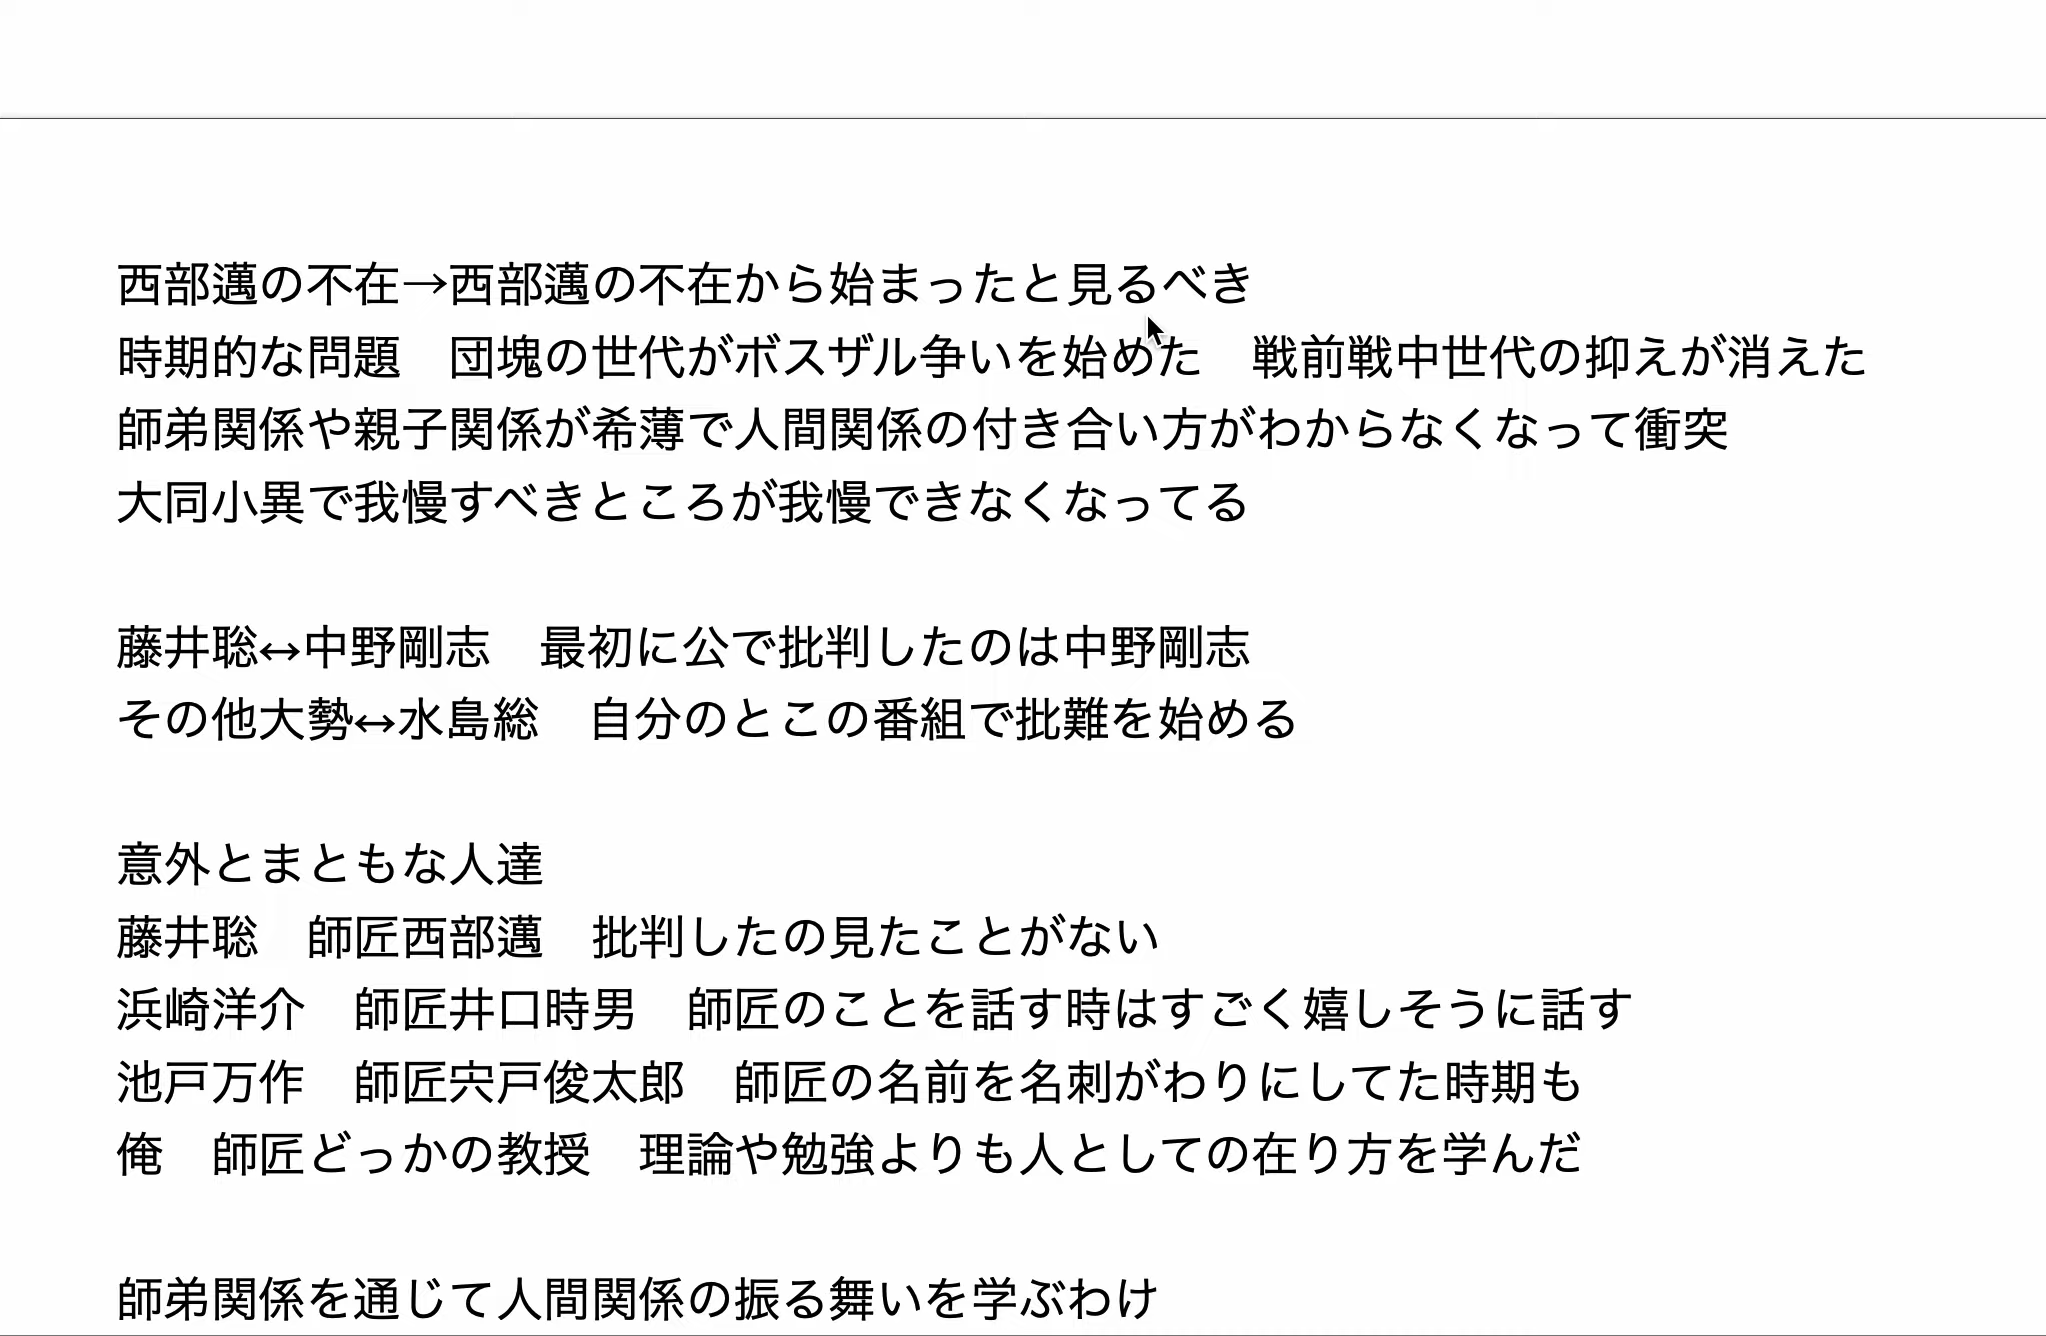 西部邁の不在→西部邁の不在から始まったと見るべき
時期的な問題　団塊の世代がボスザル争いを始めた　戦前戦中世代の抑えが消えた
師弟関係や親子関係が希薄で人間関係の付き合い方がわからなくなって衝突
大同小異で我慢すべきところが我慢できなくなってる
藤井聡↔中野剛志　最初に公で批判したのは中野剛志
その他大勢↔水島総　自分のとこの番組で批難を始める
意外とまともな人達
藤井聡　師匠西部邁　批判したの見たことがない
浜崎洋介　師匠井口時男　師匠のことを話す時はすごく嬉しそうに話す
池戸万作　師匠宍戸俊太郎　師匠の名前を名刺がわりにしてた時期も
俺　師匠どっかの教授　理論や勉強よりも人としての在り方を学んだ
師弟関係を通じて人間関係の振る舞いを学ぶわけ